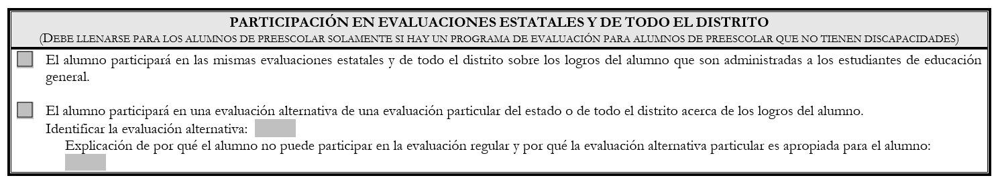 PARTICIPACIÓN EN EVALUACIONES ESTATALES Y DE TODO EL DISTRITO
(DEBE LLENARSE PARA LOS ALUMNOS DE PREESCOLAR SOLAMENTE SI HAY UN PROGRAMA DE EVALUACIÓN PARA ALUMNOS DE PREESCOLAR QUE NO TIENEN DISCAPACIDADES)
El alumno participará en las mismas evaluaciones estatales y de todo el distrito sobre los logros del alumno que son administradas a los estudiantes de educación
general.
El alumno participará en una evaluación alternativa de una evaluación particular del estado o de todo el distrito acerca de los logros del alumno.
Identificar la evaluación alternativa:
Explicación de por qué el alumno no puede participar en la evaluación regular y por qué la evaluación alternativa particular es apropiada para el alumno: